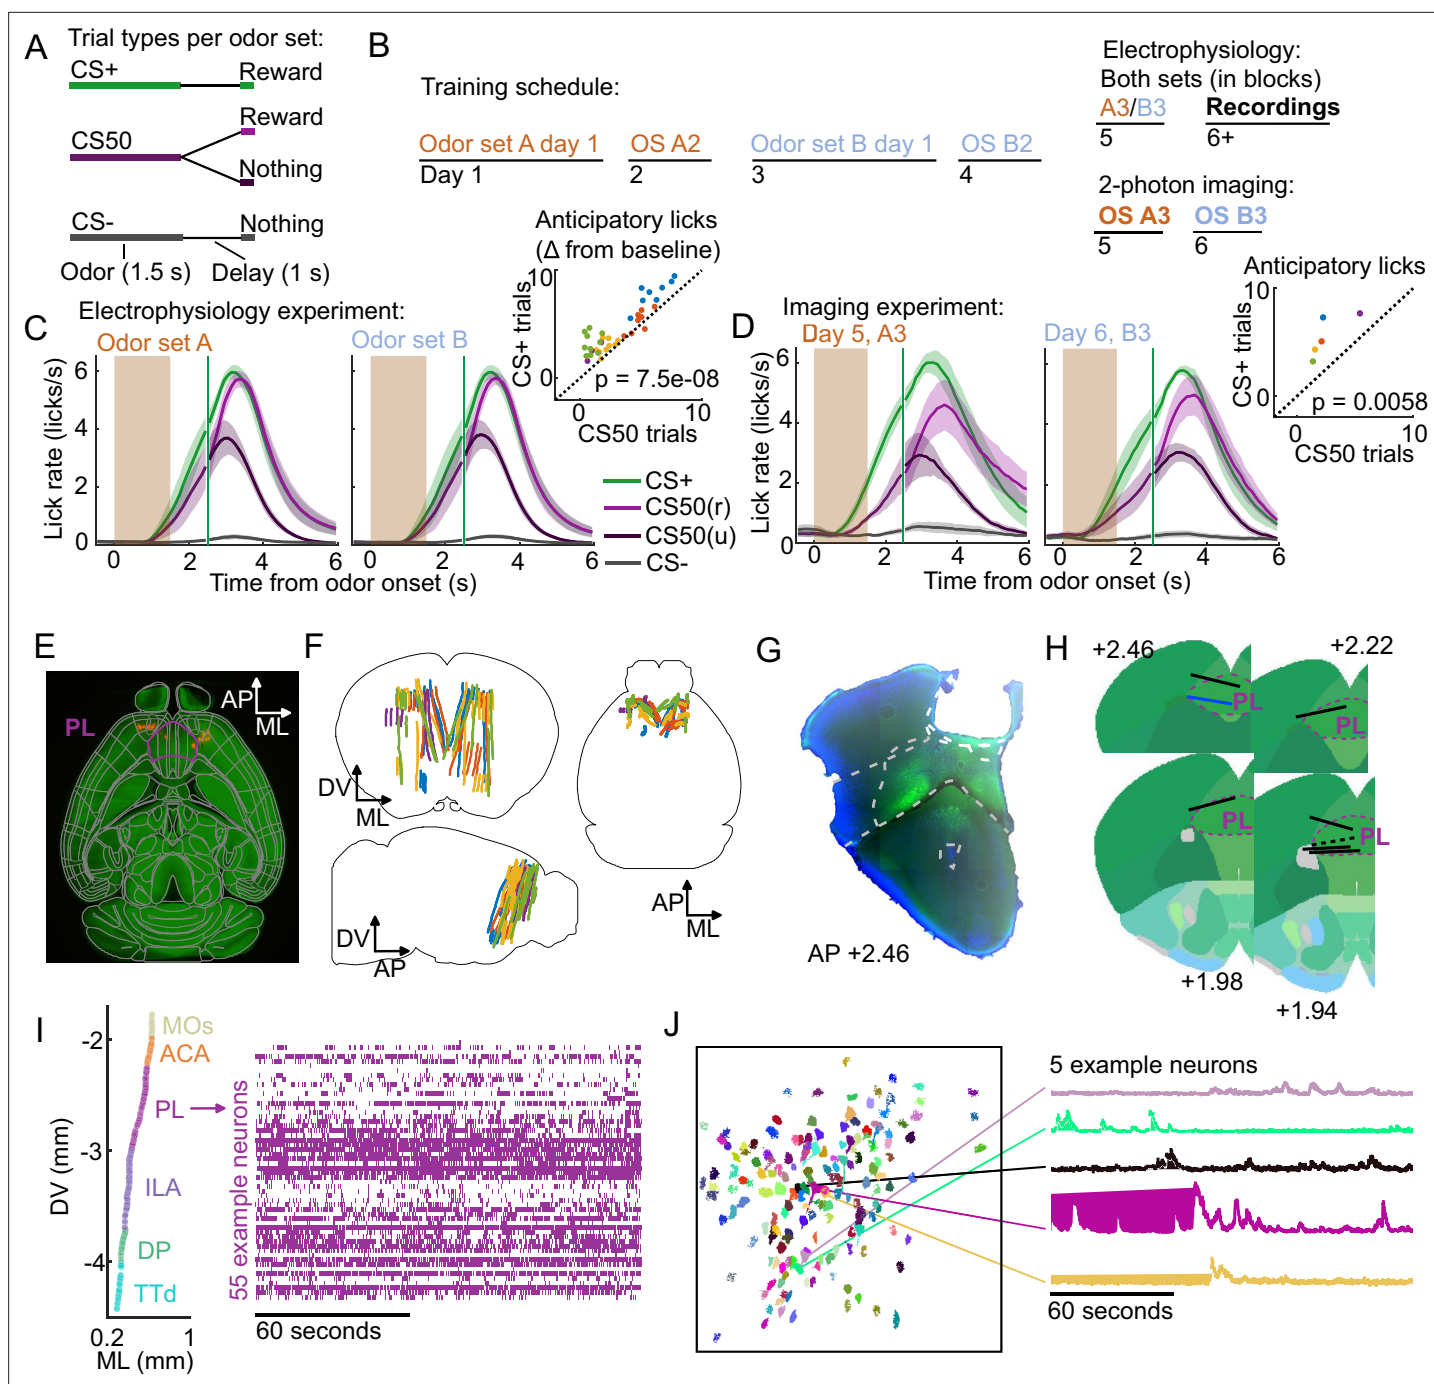 A
Trial types per odor set:
CS+
Reward
Reward
CS50
Nothing
CS-
Nothing
Odor (1.5 s)
Delay (1 s)
B
Training schedule:
Odor set A day 1
OS A2
Odor set B day 1
OS B2
Day 1
2
3
4
Electrophysiology:
Both sets (in blocks)
A3/B3
Recordings
5
6+
2-photon imaging:
OS A3
OS B3
5
6
C
Electrophysiology experiment:
Odor set A
Odor set B
Lick rate (licks/s)
6
4
2
0
0
2
4
6
0
2
4
6
Time from odor onset (s)
Anticipatory licks
(Δ from baseline)
CS+ trials
10
0
p = 7.5e-08
0
10
CS50 trials
CS+
CS50(r)
CS50(u)
CS-
D
Imaging experiment:
Day 5, A3
Day 6, B3
Lick rate (licks/s)
6
4
2
0
0
2
4
6
0
2
4
6
Time from odor onset (s)
Anticipatory licks
CS+ trials
10
0
p = 0.0058
0
10
CS50 trials
E
PL
AP
ML
F
DV
ML
DV
AP
AP
ML
G
AP +2.46
H
+2.46
+2.22
PL
PL
PL
PL
+1.98
+1.94
I
DV (mm)
-2
-3
-4
MOs
ACA
PL
ILA
DP
TTd
0.2
1
ML (mm)
55 example neurons
60 seconds
J
5 example neurons
60 seconds